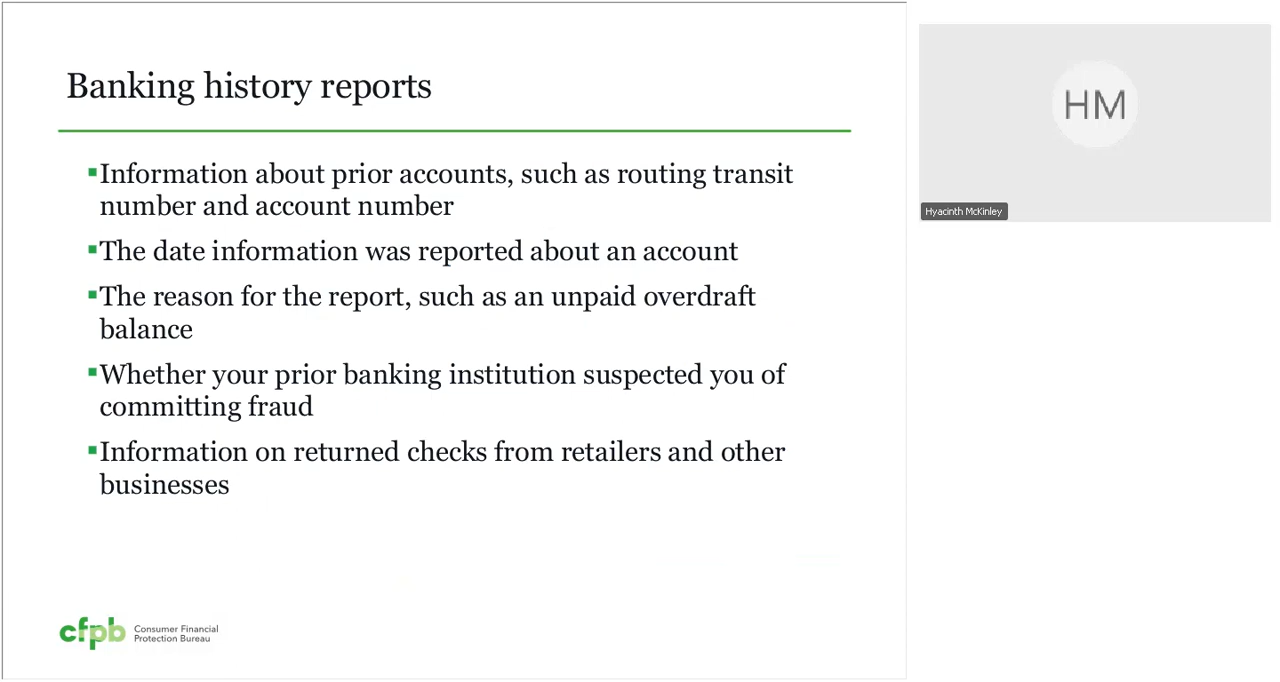 Banking history reports
▪Information about prior accounts, such as routing transit
number and account number
▪The date information was reported about an account
▪The reason for the report, such as an unpaid overdraft
balance
▪Whether your prior banking institution suspected you of
committing fraud
▪Information on returned checks from retailers and other
businesses
cfpb
Consumer Financial
Protection Bureau
HM
Hyacinth McKinley